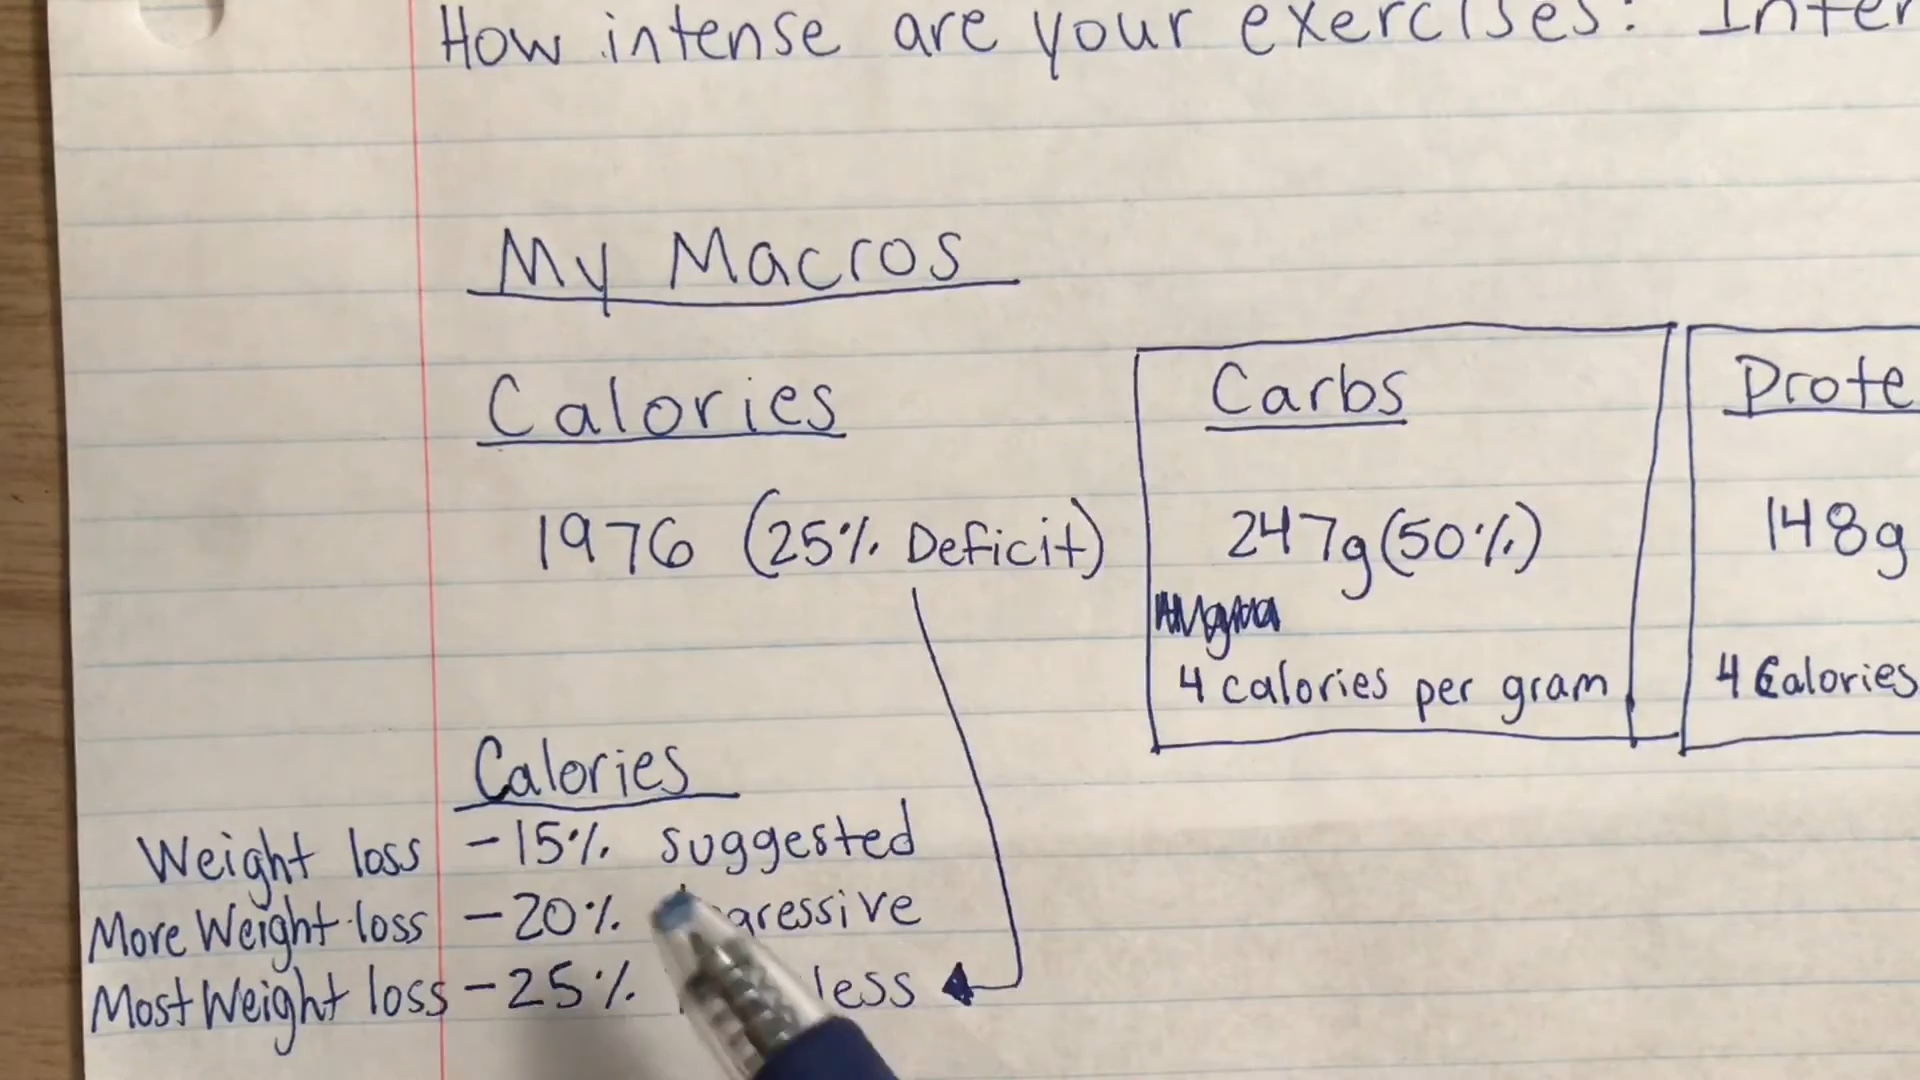 How intense are your exercises:
My Macros
Calories
1976 (25% Deficit)
Carbs
247g (50%)
4 calories per gram
148g
4 Calories
Calories
Weight loss -15% suggested
More Weight loss -20%
Most Weight loss -25%